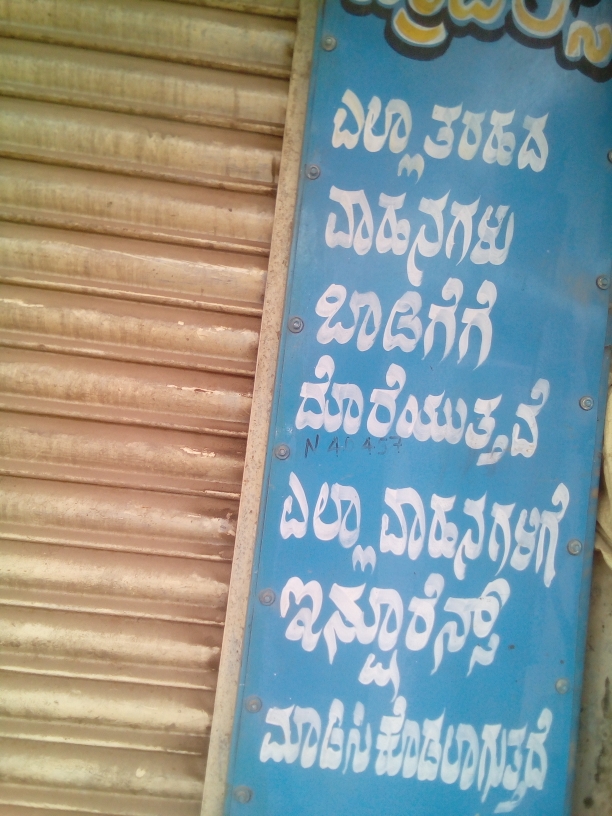 ಎಲ್ಲಾ ತರಹದ
ವಾಹನಗಳು
ಬಾಡಿಗೆಗೆ
ದೊರೆಯುತ್ತವೆ
ಎಲ್ಲಾ ವಾಹನಗಳಿಗೆ
ಇನ್ಷೂರೆನ್ಸ್
ಮಾಡಿಸಿ ಕೊಡಲಾಗುತ್ತದೆ